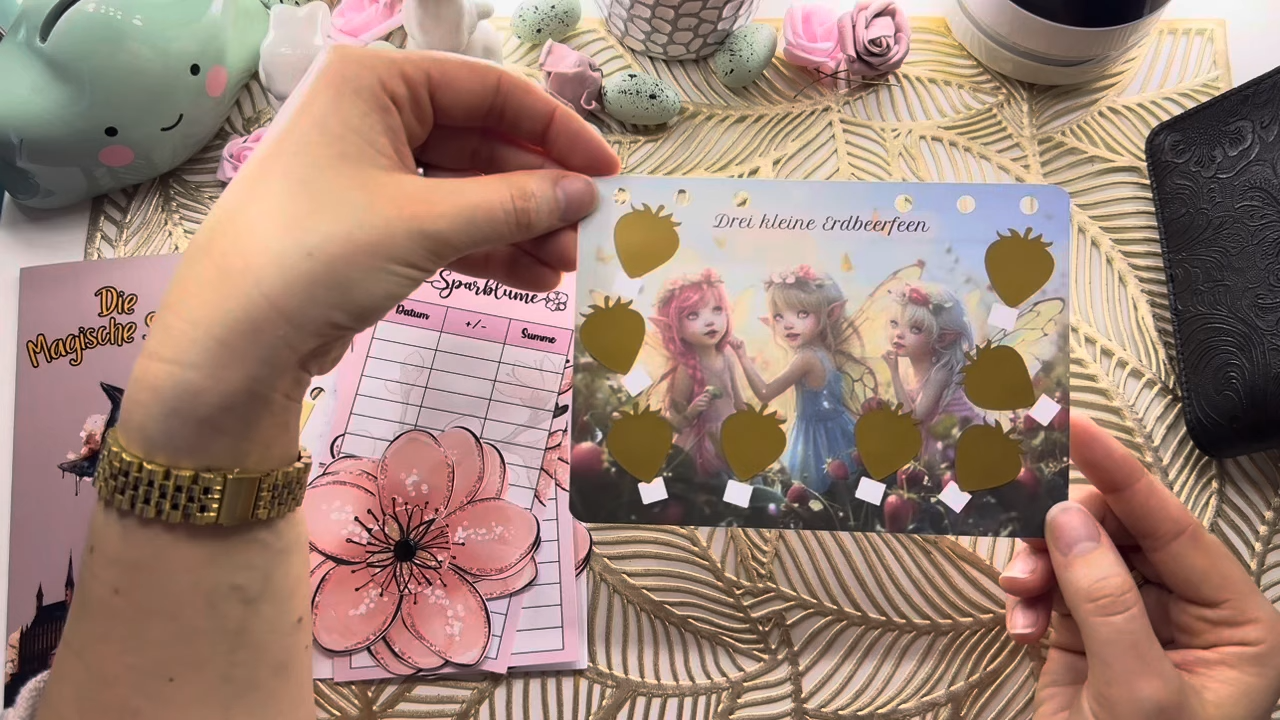 Die
Magische
Sparblume
Datum
+/-
Summe
Drei kleine Erdbeerfeen